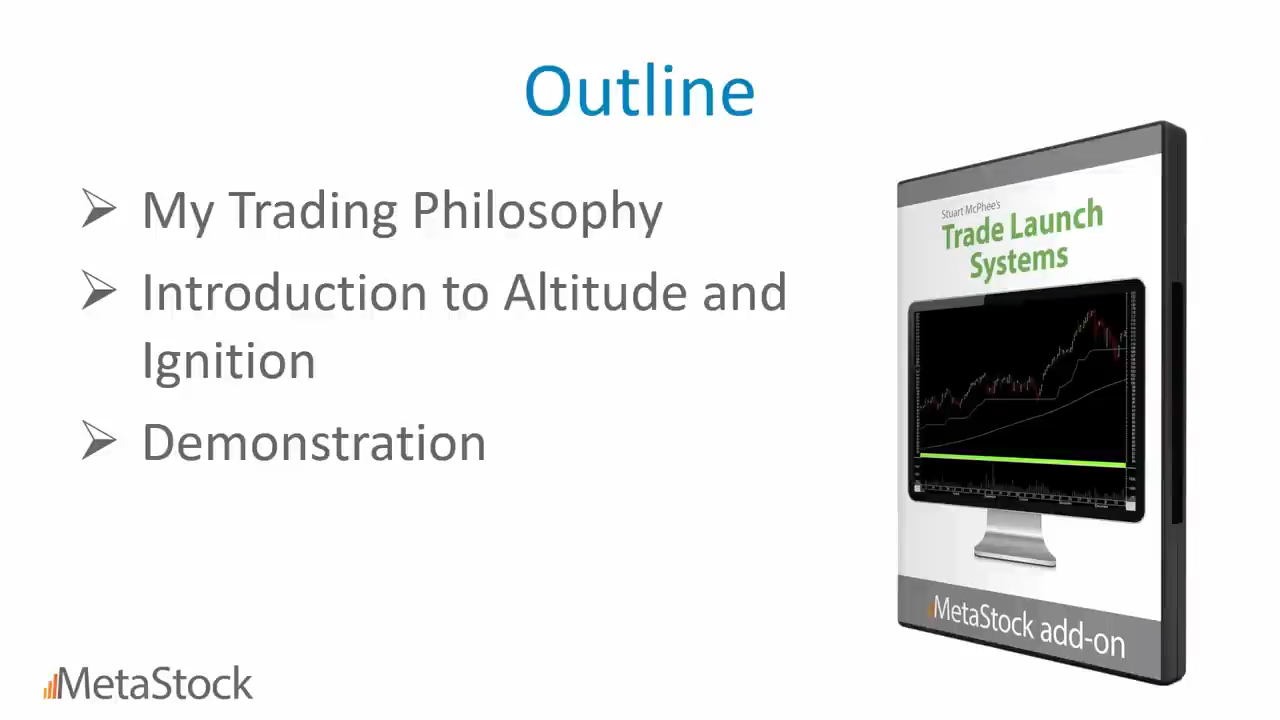 Outline
➢ My Trading Philosophy
➢ Introduction to Altitude and
Ignition
➢ Demonstration
Stuart McPhee's
Trade Launch
Systems
MetaStock add-on
MetaStock